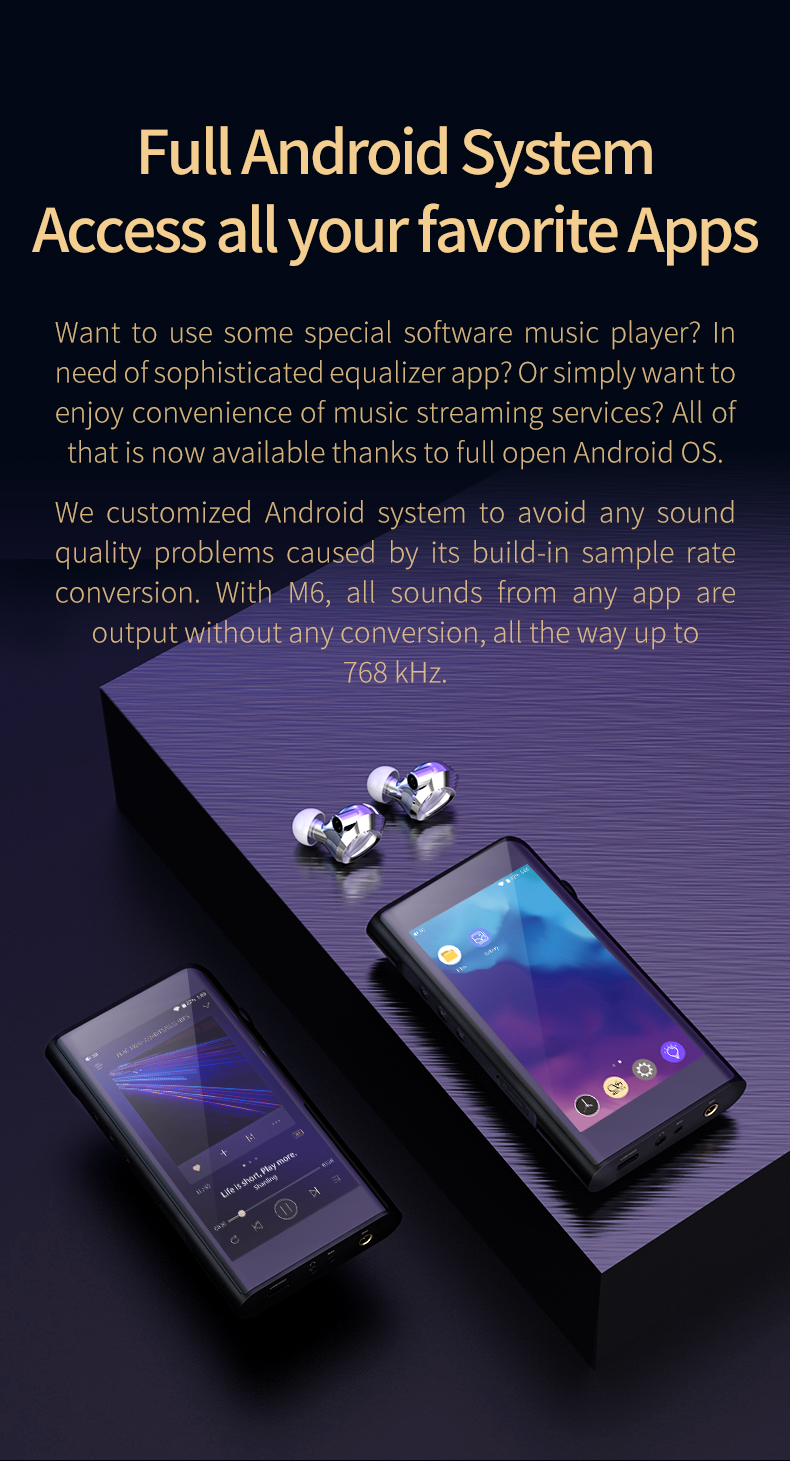 Full Android System
Access all your favorite Apps
Want to use some special software music player? In
need of sophisticated equalizer app? Or simply want to
enjoy convenience of music streaming services? All of
that is now available thanks to full open Android OS.
We customized Android system to avoid any sound
quality problems caused by its build-in sample rate
conversion. With M6, all sounds from any app are
output without any conversion, all the way up to
768 kHz.
Life is short, Play more.
Shanling